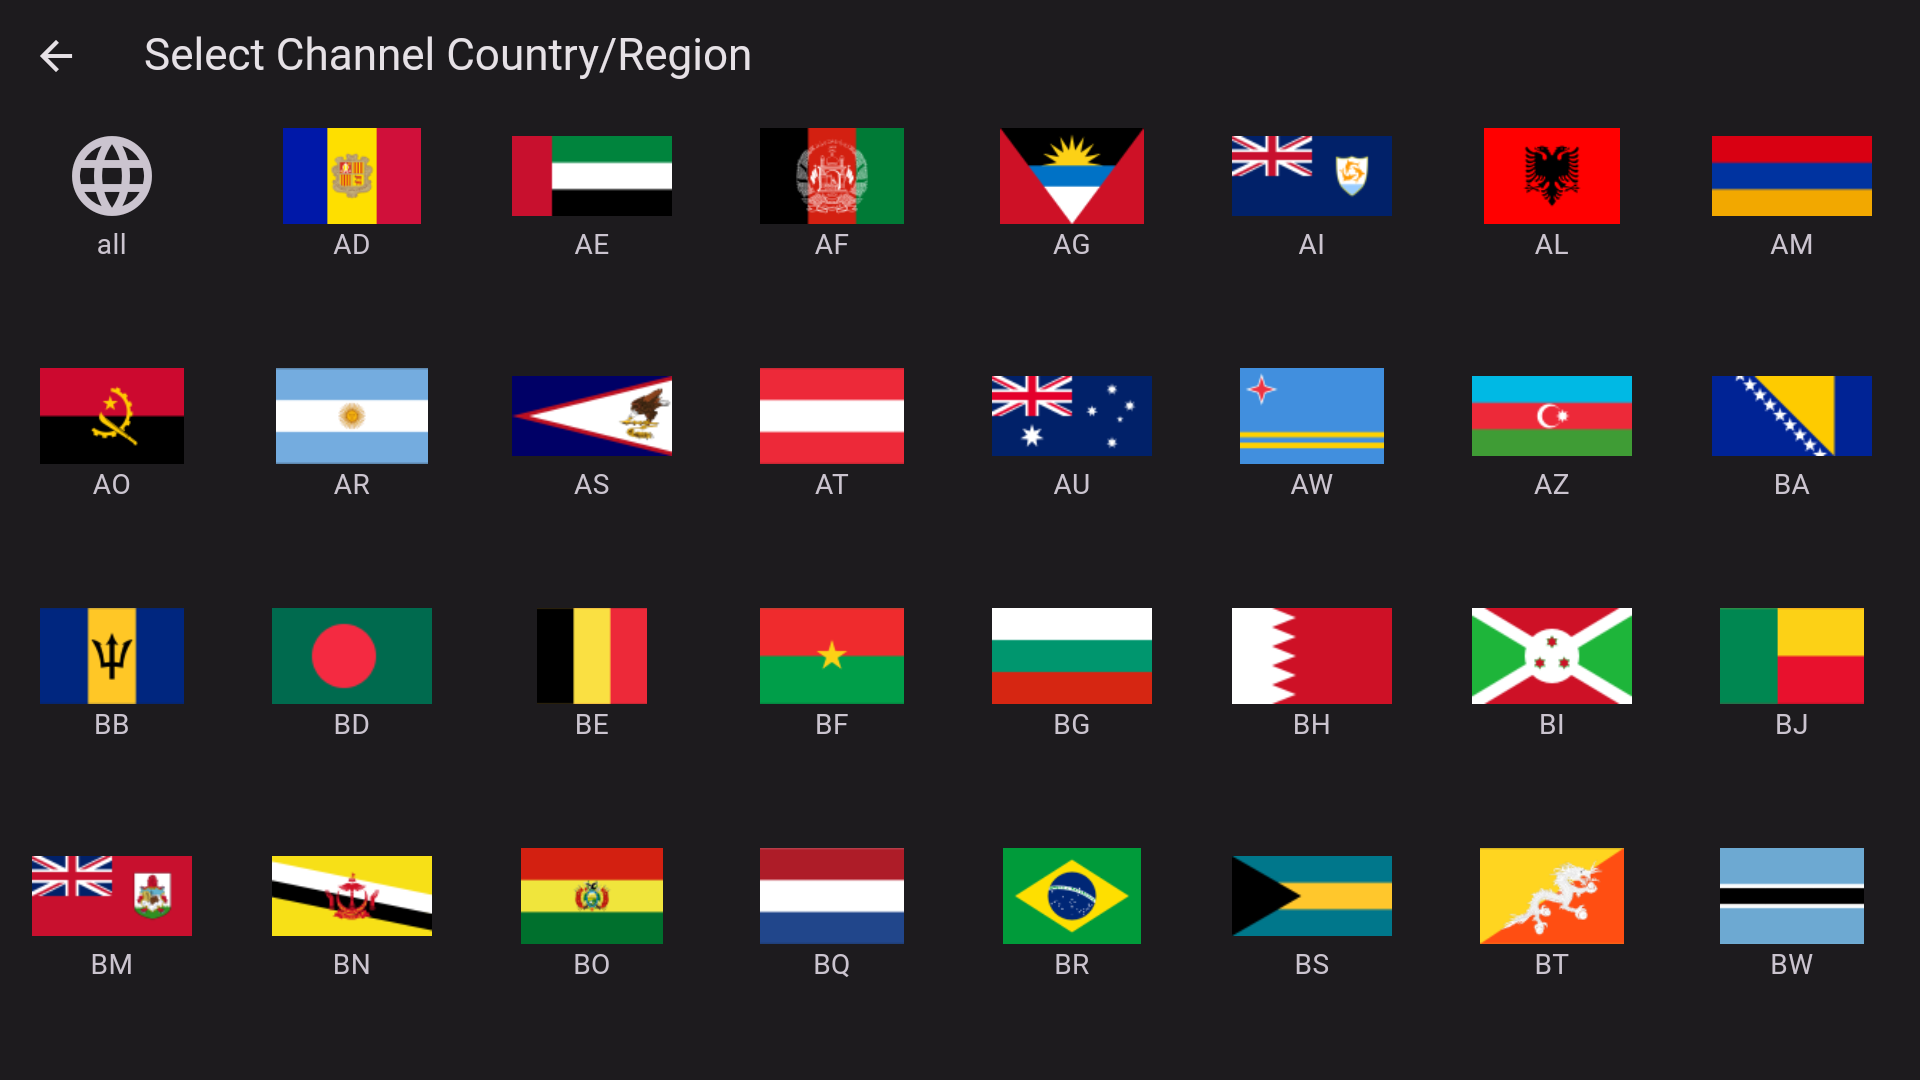 Select Channel Country/Region
all AD AE AF AG AI AL AM
AO AR AS AT AU AW AZ BA
BB BD BE BF BG BH BI BJ
BM BN BO BQ BR BS BT BW